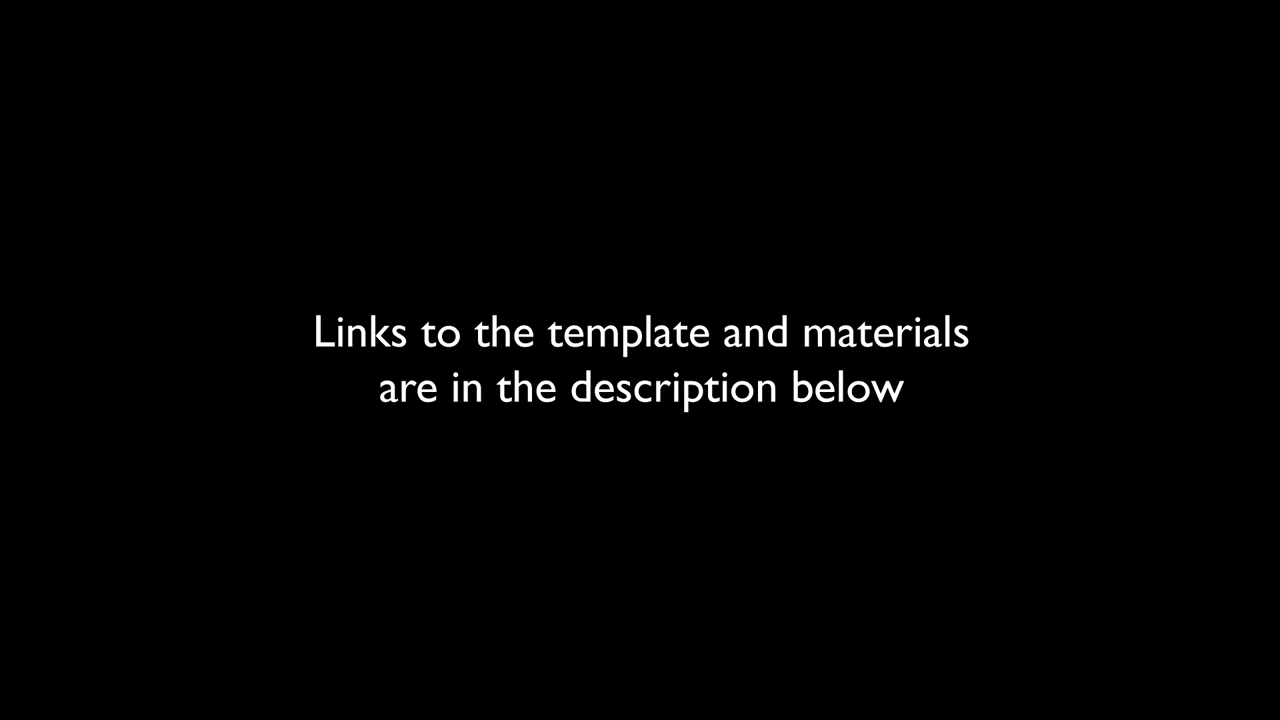 Links to the template and materials
are in the description below